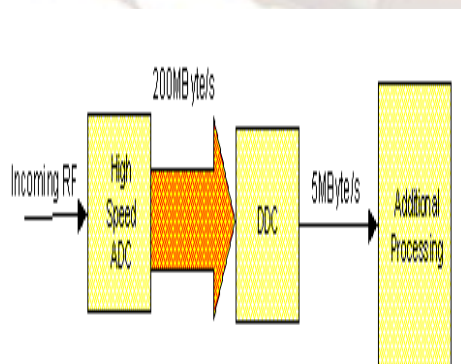 200MByte/s
Incoming RF
High
Speed
ADC
DDC
5MByte/s
Additional
Processing